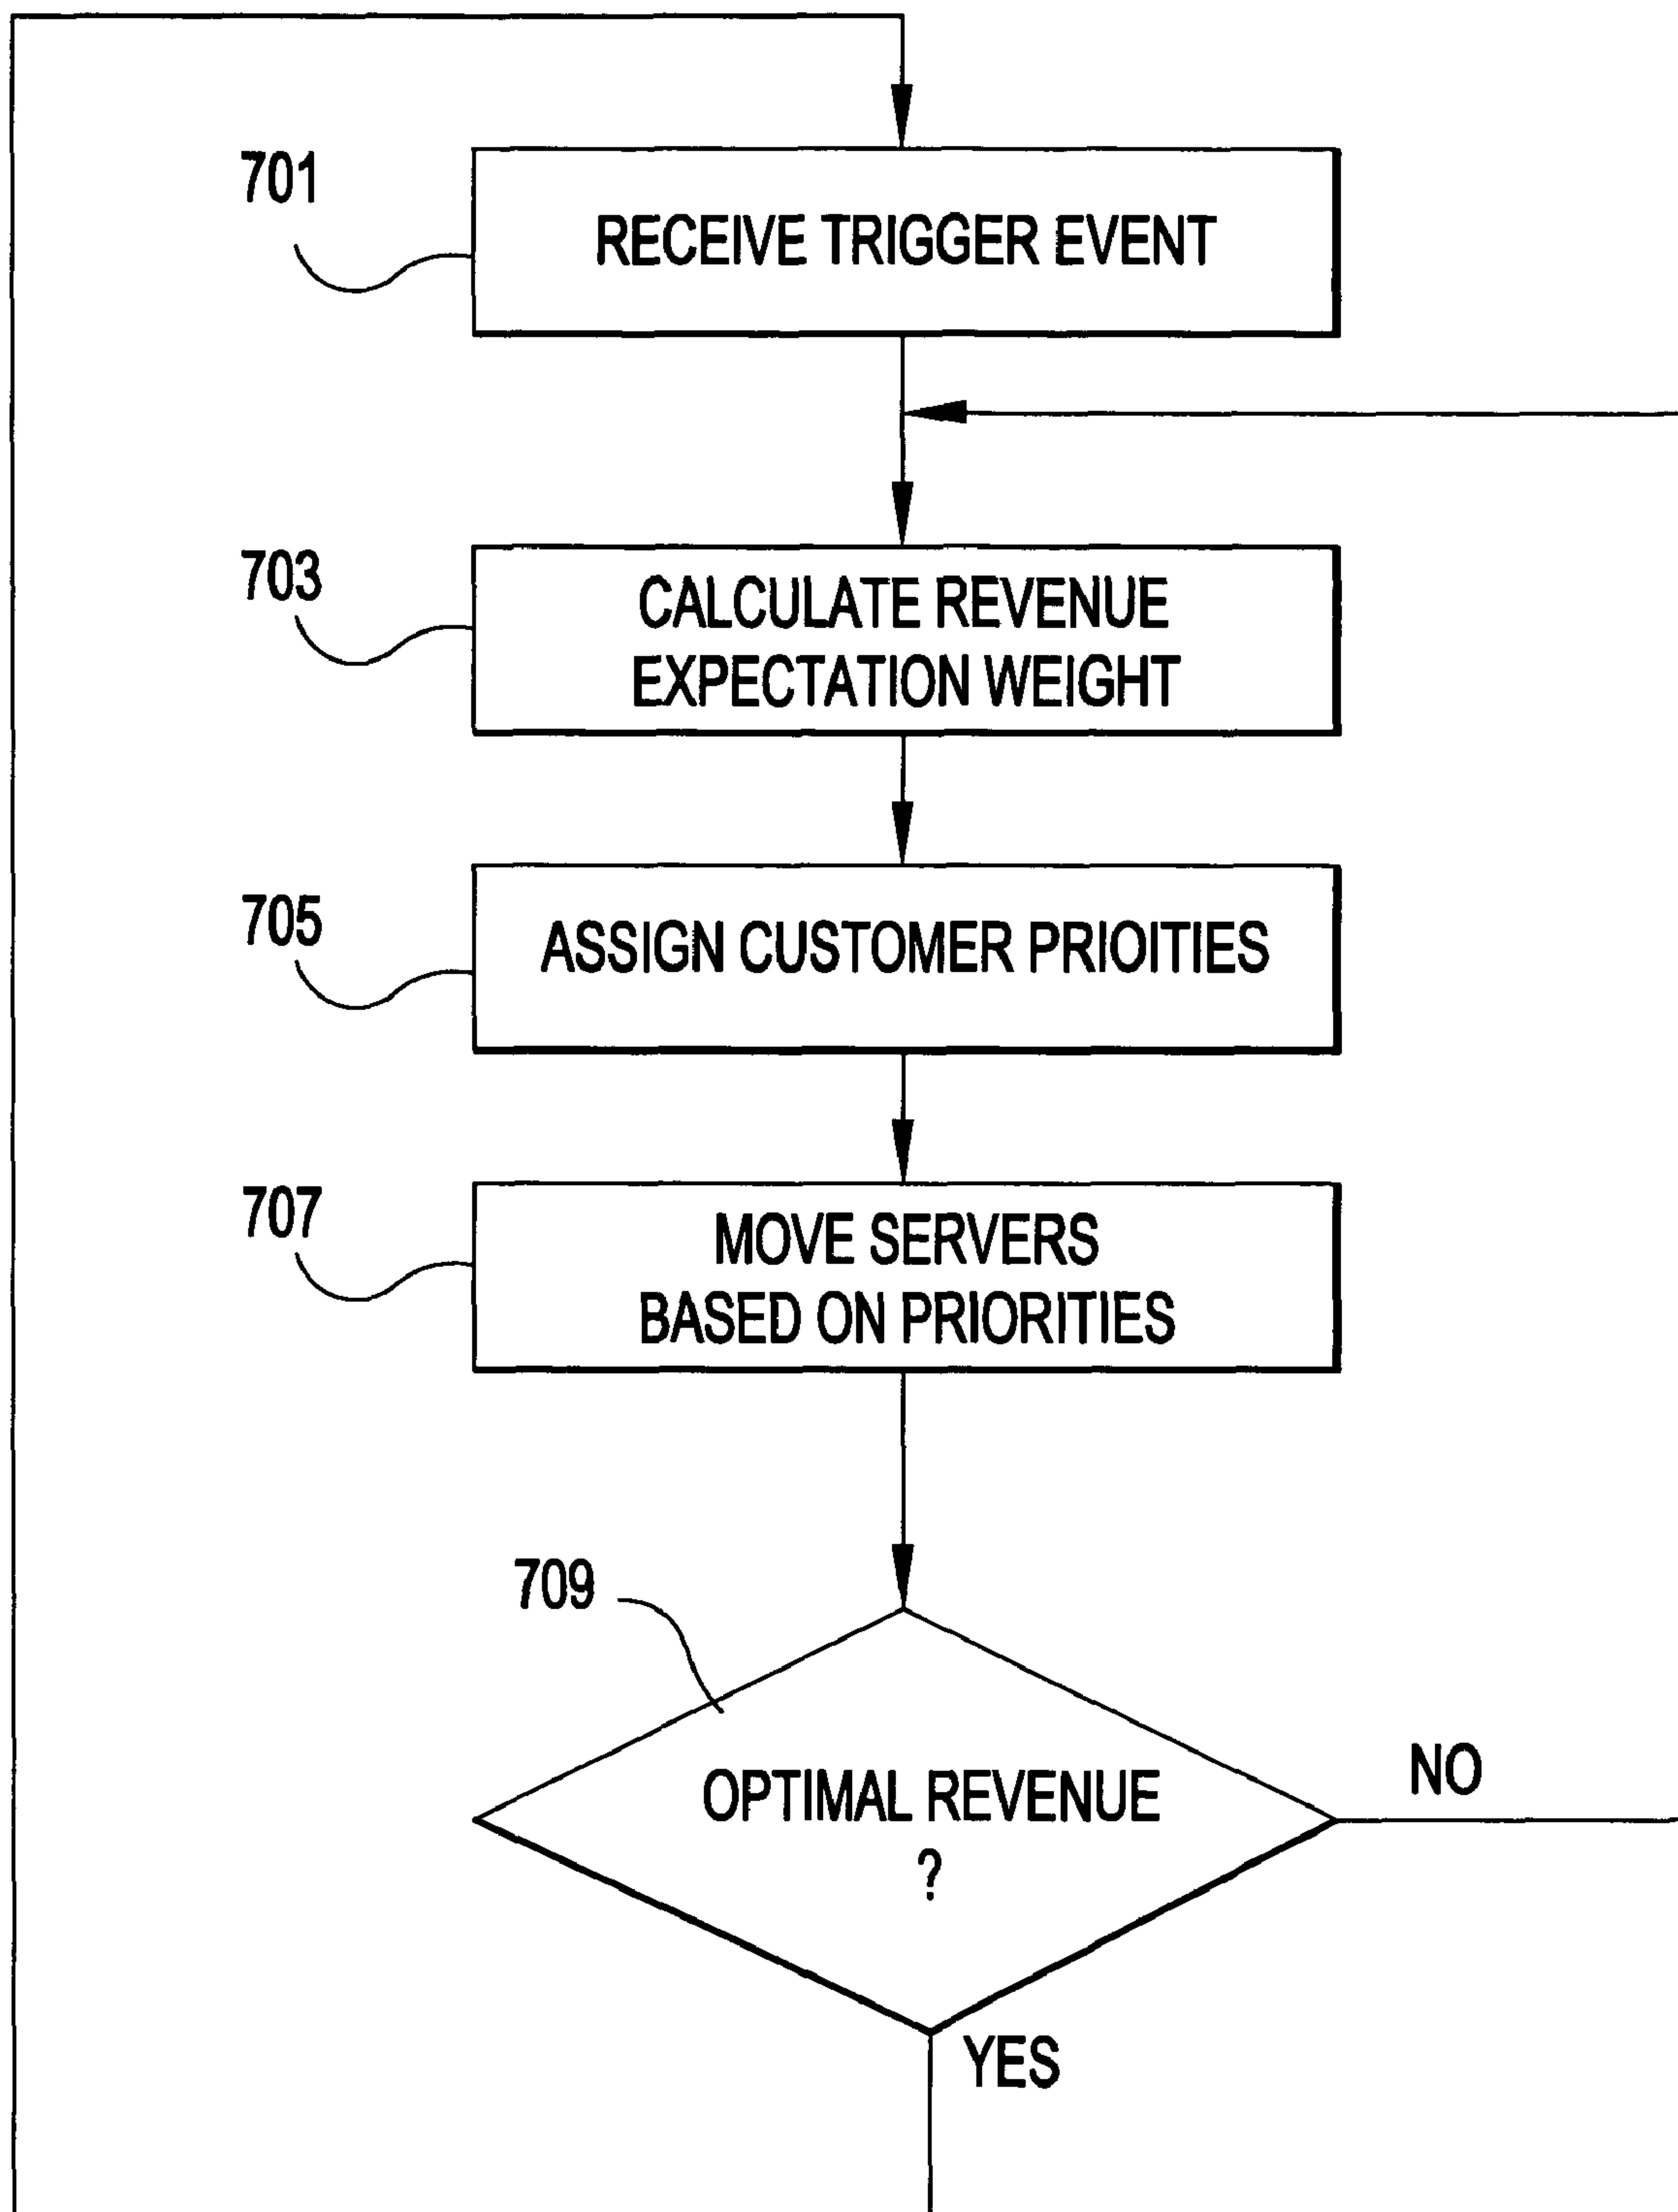 701
RECEIVE TRIGGER EVENT
703
CALCULATE REVENUE
EXPECTATION WEIGHT
705
ASSIGN CUSTOMER PRIOITIES
707
MOVE SERVERS
BASED ON PRIORITIES
709
OPTIMAL REVENUE
?
NO
YES